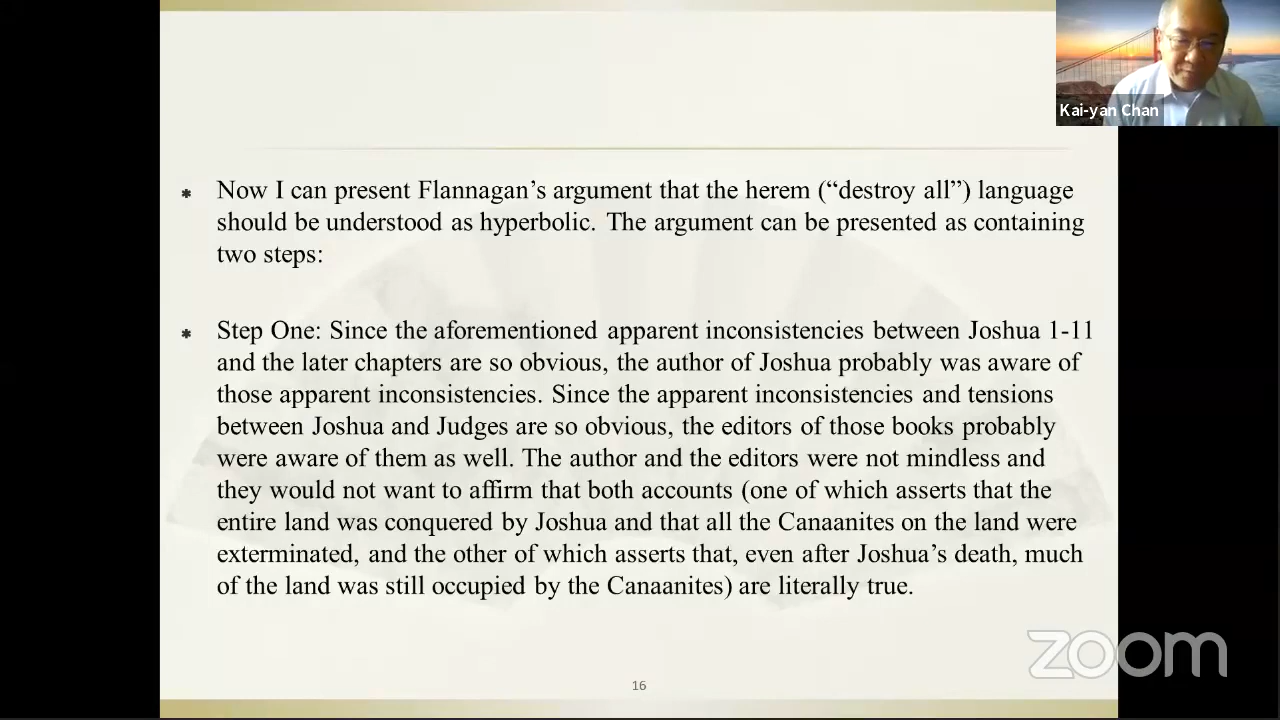 Kai-yan Chan
* Now I can present Flannagan's argument that the herem (“destroy all”) language
should be understood as hyperbolic. The argument can be presented as containing
two steps:
* Step One: Since the aforementioned apparent inconsistencies between Joshua 1-11
and the later chapters are so obvious, the author of Joshua probably was aware of
those apparent inconsistencies. Since the apparent inconsistencies and tensions
between Joshua and Judges are so obvious, the editors of those books probably
were aware of them as well. The author and the editors were not mindless and
they would not want to affirm that both accounts (one of which asserts that the
entire land was conquered by Joshua and that all the Canaanites on the land were
exterminated, and the other of which asserts that, even after Joshua’s death, much
of the land was still occupied by the Canaanites) are literally true.
zoom
16